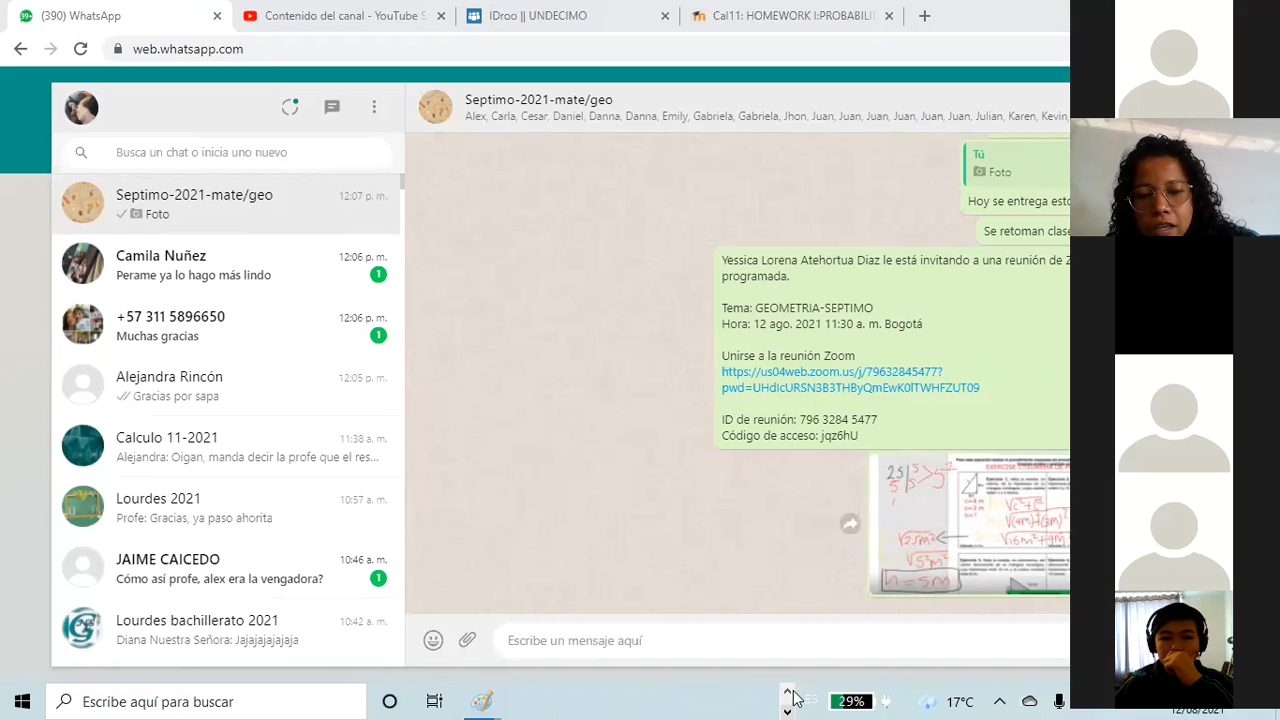 (390) WhatsApp
Contenido del canal - YouTube S
IDroo || UNDECIMO
Cal 11: HOMEWORK I:PROBABILID
web.whatsapp.com
Septimo-2021-mate/geo
Alex, Carla, Cesar, Daniel, Danna, Danna, Emily, Gabriela, Gabriela, Jhon, Juan, Juan, Juan, Juan, Juan, Juan, Julian, Karen, Kevin,
Busca un chat o inicia uno nuevo
Septimo-2021-mate/geo 12:07 p. m.
Foto
Camila Nuñez 12:06 p. m.
Perame ya lo hago más lindo 1
+57 311 5896650 12:06 p. m.
Muchas gracias 1
Alejandra Rincón 12:05 p. m.
Gracias por sapa
Calculo 11-2021 11:38 a. m.
Alejandra: Oigan, manda decir la profe que el res...
Lourdes 2021 10:57 a. m.
Profe: Gracias, ya paso ahorita
JAIME CAICEDO
Cómo así profe, alex era la vengadora? 1
Lourdes bachillerato 2021 10:42 a. m.
Diana Nuestra Señora: Jajajajajajaja
Tú
Foto
Hoy se entrega esto
Se retoman clase
Yessica Lorena Atehortua Diaz le está invitando a una reunión de Z
programada.
Tema: GEOMETRIA-SEPTIMO
Hora: 12 ago. 2021 11:30 a. m. Bogotá
Unirse a la reunión Zoom
https://us04web.zoom.us/j/79632845477?
pwd=UHdIcURSN3B3THByQmEwK0lTWHFZUT09
ID de reunión: 796 3284 5477
Código de acceso: jqz6hU
Escribe un mensaje aquí
Escribe aquí para buscar
29%
17°C
12/08/2021